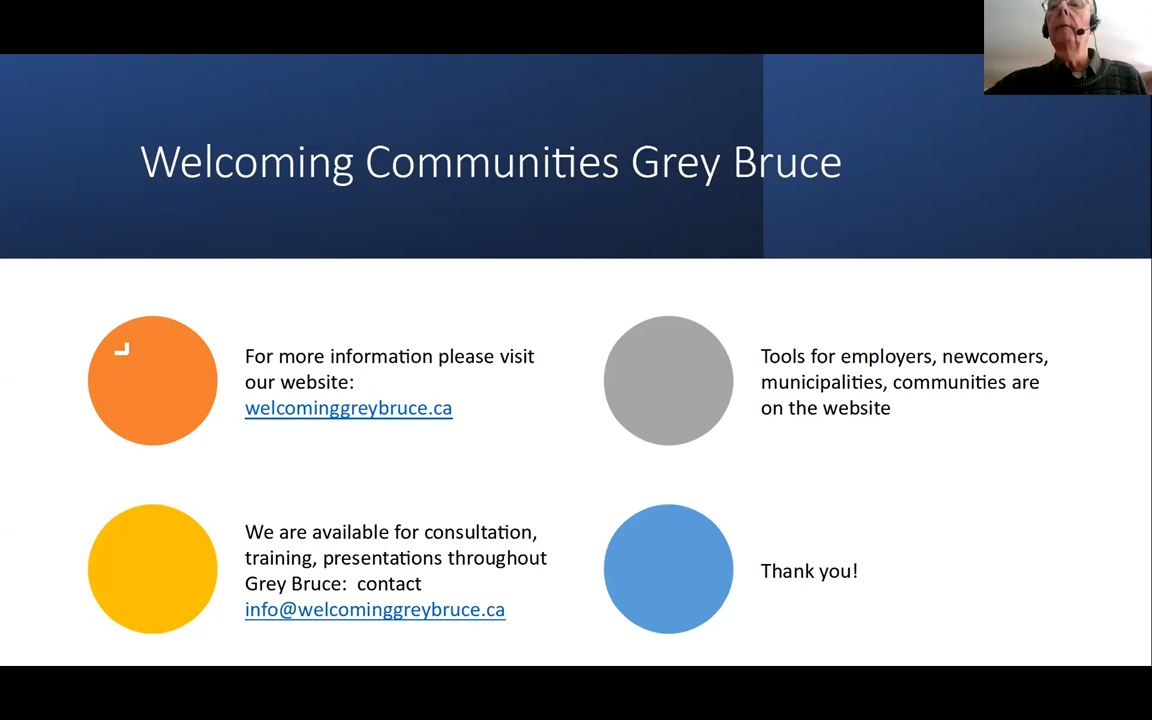 Welcoming Communities Grey Bruce
For more information please visit
our website:
welcominggreybruce.ca
Tools for employers, newcomers,
municipalities, communities are
on the website
We are available for consultation,
training, presentations throughout
Grey Bruce:  contact
info@welcominggreybruce.ca
Thank you!